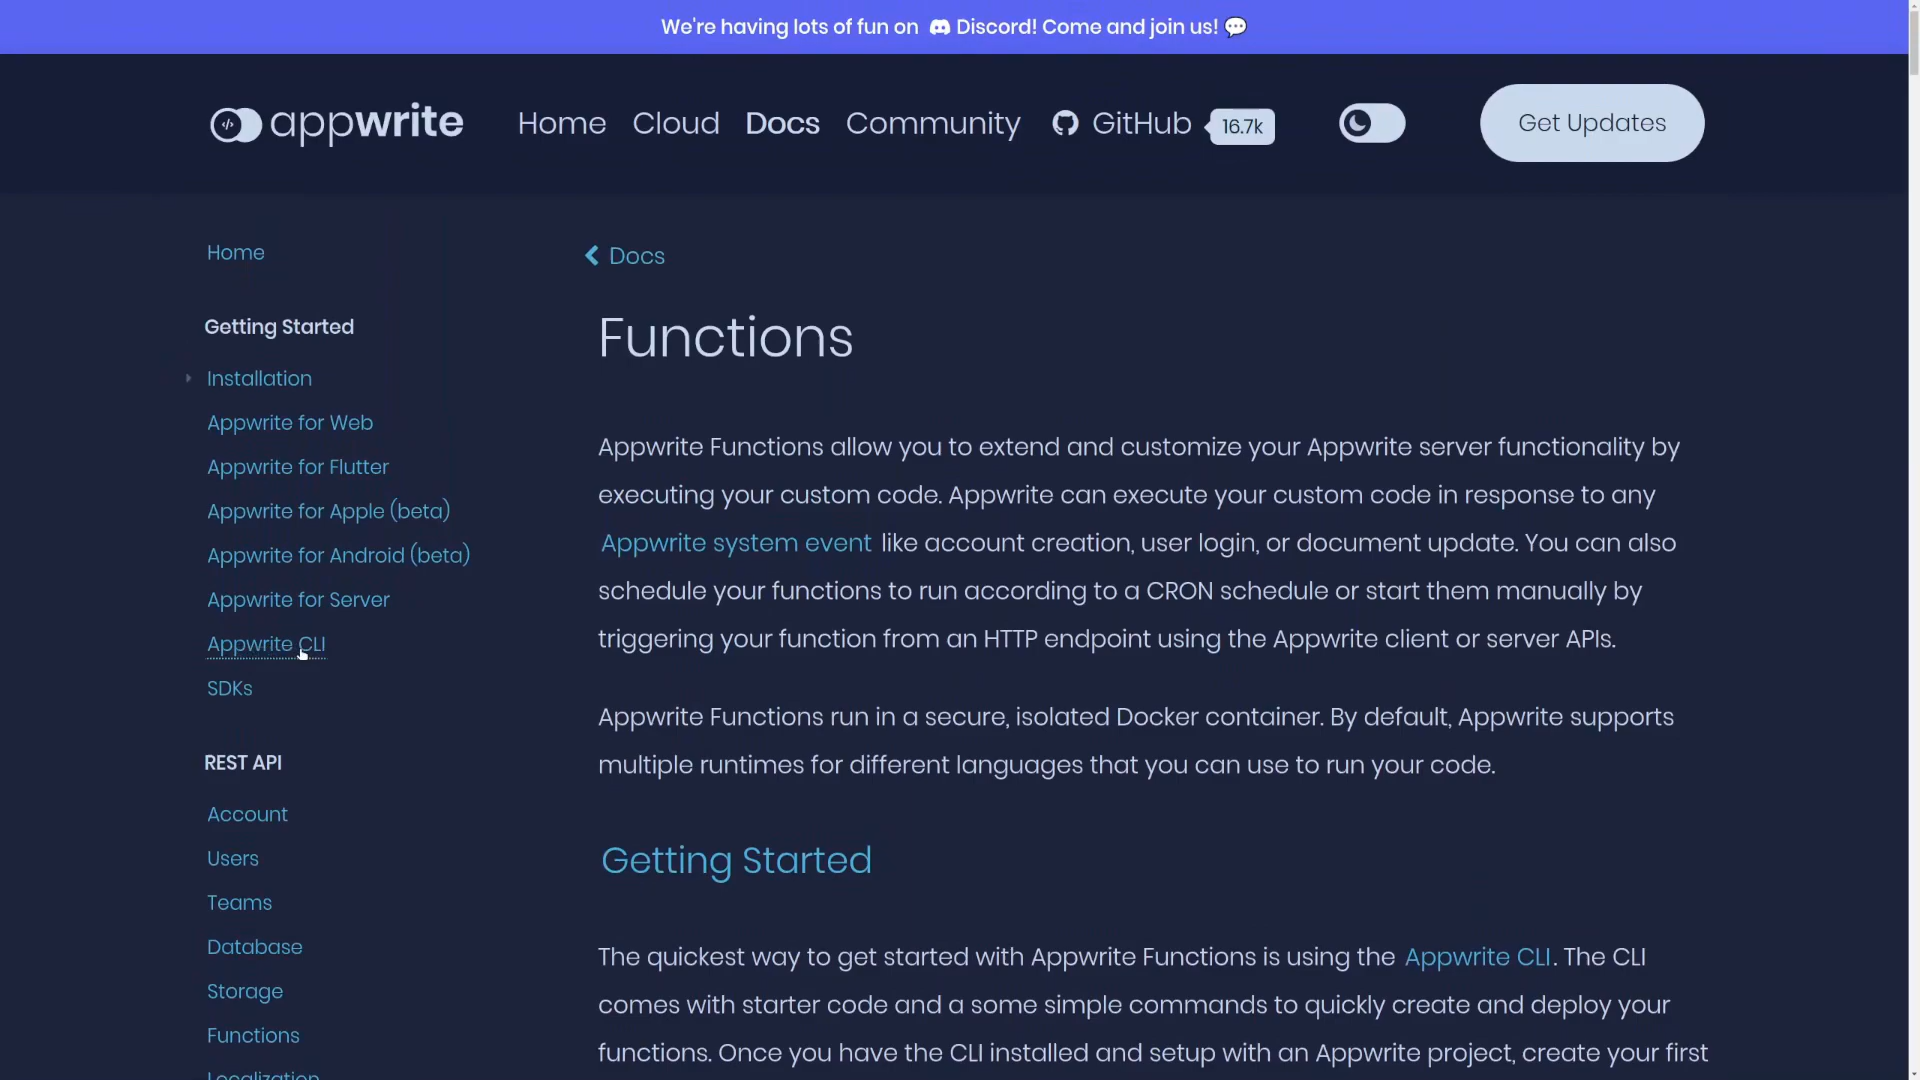 We're having lots of fun on Discord! Come and join us! 💬
appwrite
Home
Cloud
Docs
Community
GitHub
16.7k
Get Updates
Home
Getting Started
Installation
Appwrite for Web
Appwrite for Flutter
Appwrite for Apple (beta)
Appwrite for Android (beta)
Appwrite for Server
Appwrite CLI
SDKs
REST API
Account
Users
Teams
Database
Storage
Functions
Localization
Docs
Functions
Appwrite Functions allow you to extend and customize your Appwrite server functionality by
executing your custom code. Appwrite can execute your custom code in response to any
Appwrite system event like account creation, user login, or document update. You can also
schedule your functions to run according to a CRON schedule or start them manually by
triggering your function from an HTTP endpoint using the Appwrite client or server APIs.
Appwrite Functions run in a secure, isolated Docker container. By default, Appwrite supports
multiple runtimes for different languages that you can use to run your code.
Getting Started
The quickest way to get started with Appwrite Functions is using the Appwrite CLI. The CLI
comes with starter code and a some simple commands to quickly create and deploy your
functions. Once you have the CLI installed and setup with an Appwrite project, create your first